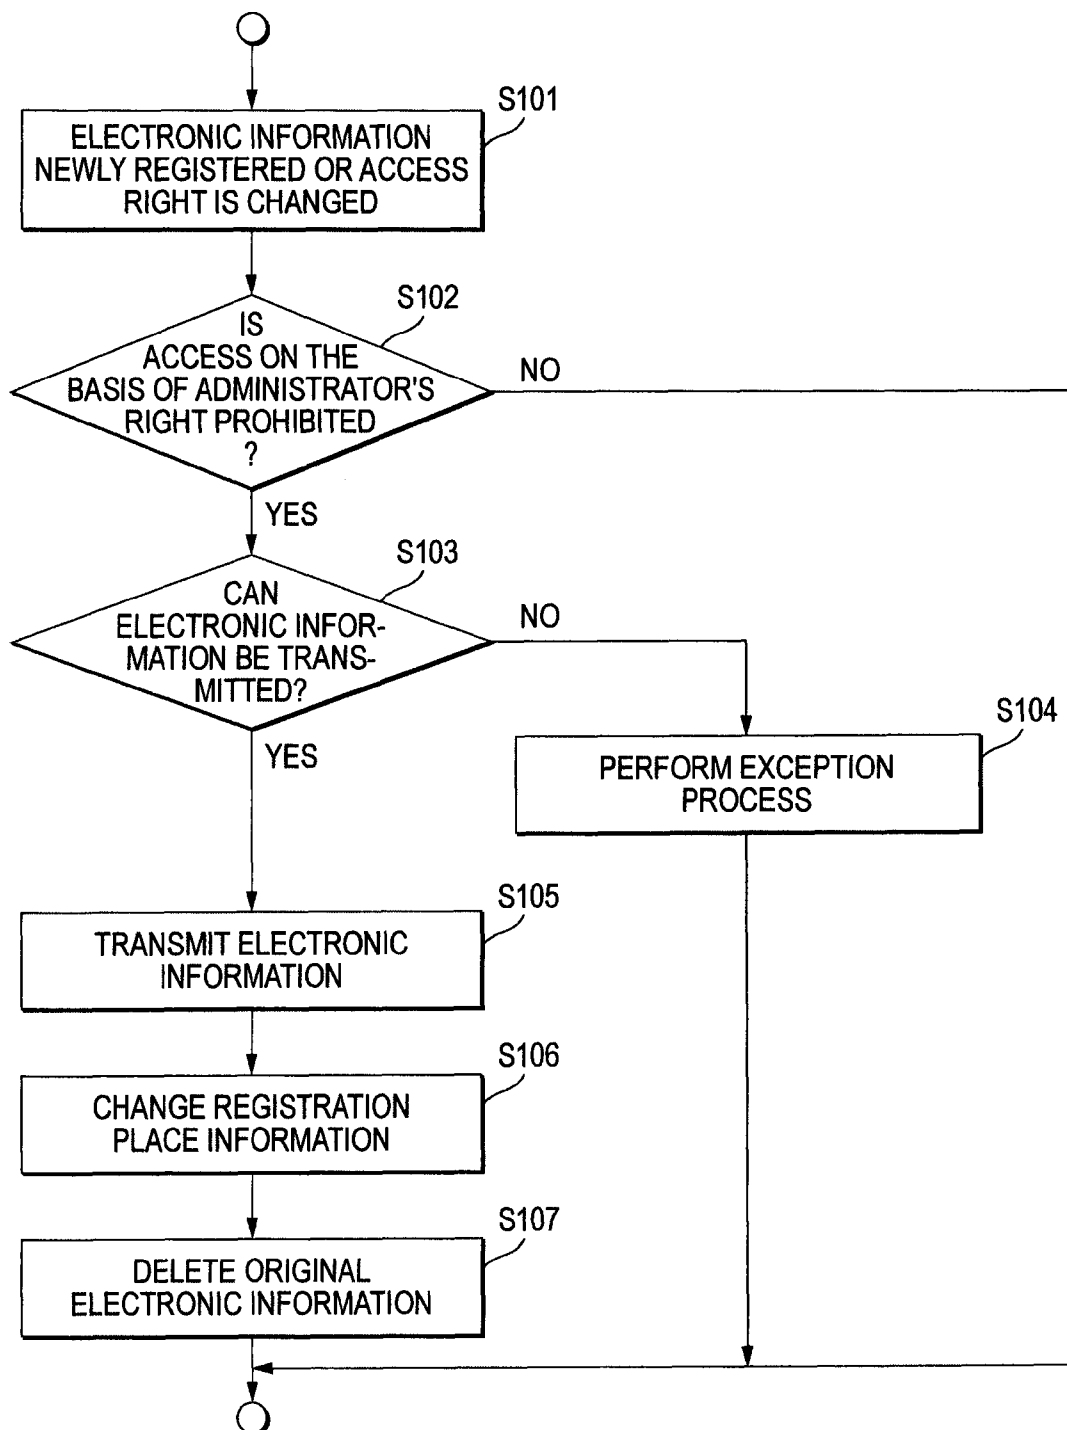 S101
ELECTRONIC INFORMATION
NEWLY REGISTERED OR ACCESS
RIGHT IS CHANGED
S102
IS
ACCESS ON THE
BASIS OF ADMINISTRATOR'S
RIGHT PROHIBITED
?
NO
YES
S103
CAN
ELECTRONIC INFOR-
MATION BE TRANS-
MITTED?
NO
YES
S104
PERFORM EXCEPTION
PROCESS
S105
TRANSMIT ELECTRONIC
INFORMATION
S106
CHANGE REGISTRATION
PLACE INFORMATION
S107
DELETE ORIGINAL
ELECTRONIC INFORMATION